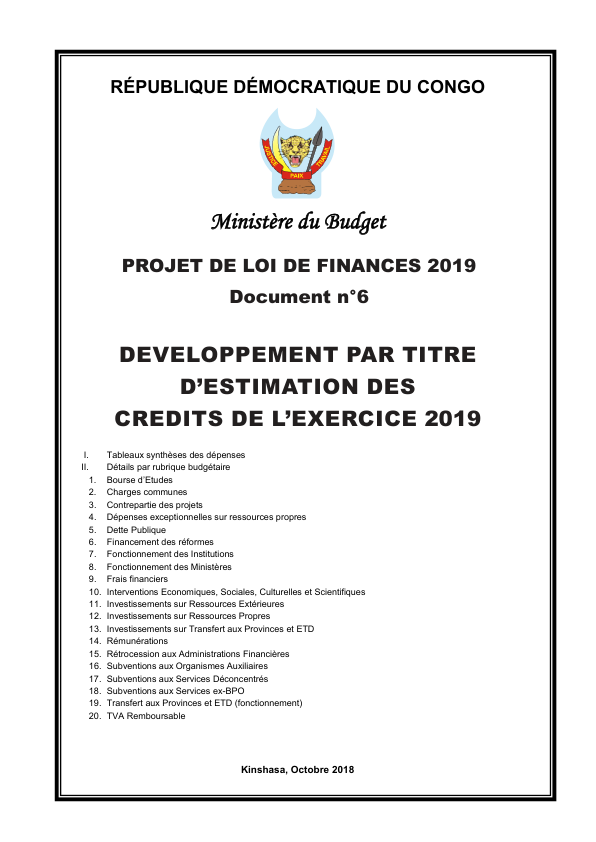 RÉPUBLIQUE DÉMOCRATIQUE DU CONGO
JUSTICE
PAIX
TRAVAIL
Ministère du Budget
PROJET DE LOI DE FINANCES 2019
Document n°6
DEVELOPPEMENT PAR TITRE
D’ESTIMATION DES
CREDITS DE L’EXERCICE 2019
I. Tableaux synthèses des dépenses
II. Détails par rubrique budgétaire
1. Bourse d’Etudes
2. Charges communes
3. Contrepartie des projets
4. Dépenses exceptionnelles sur ressources propres
5. Dette Publique
6. Financement des réformes
7. Fonctionnement des Institutions
8. Fonctionnement des Ministères
9. Frais financiers
10. Interventions Economiques, Sociales, Culturelles et Scientifiques
11. Investissements sur Ressources Extérieures
12. Investissements sur Ressources Propres
13. Investissements sur Transfert aux Provinces et ETD
14. Rémunérations
15. Rétrocession aux Administrations Financières
16. Subventions aux Organismes Auxiliaires
17. Subventions aux Services Déconcentrés
18. Subventions aux Services ex-BPO
19. Transfert aux Provinces et ETD (fonctionnement)
20. TVA Remboursable
Kinshasa, Octobre 2018